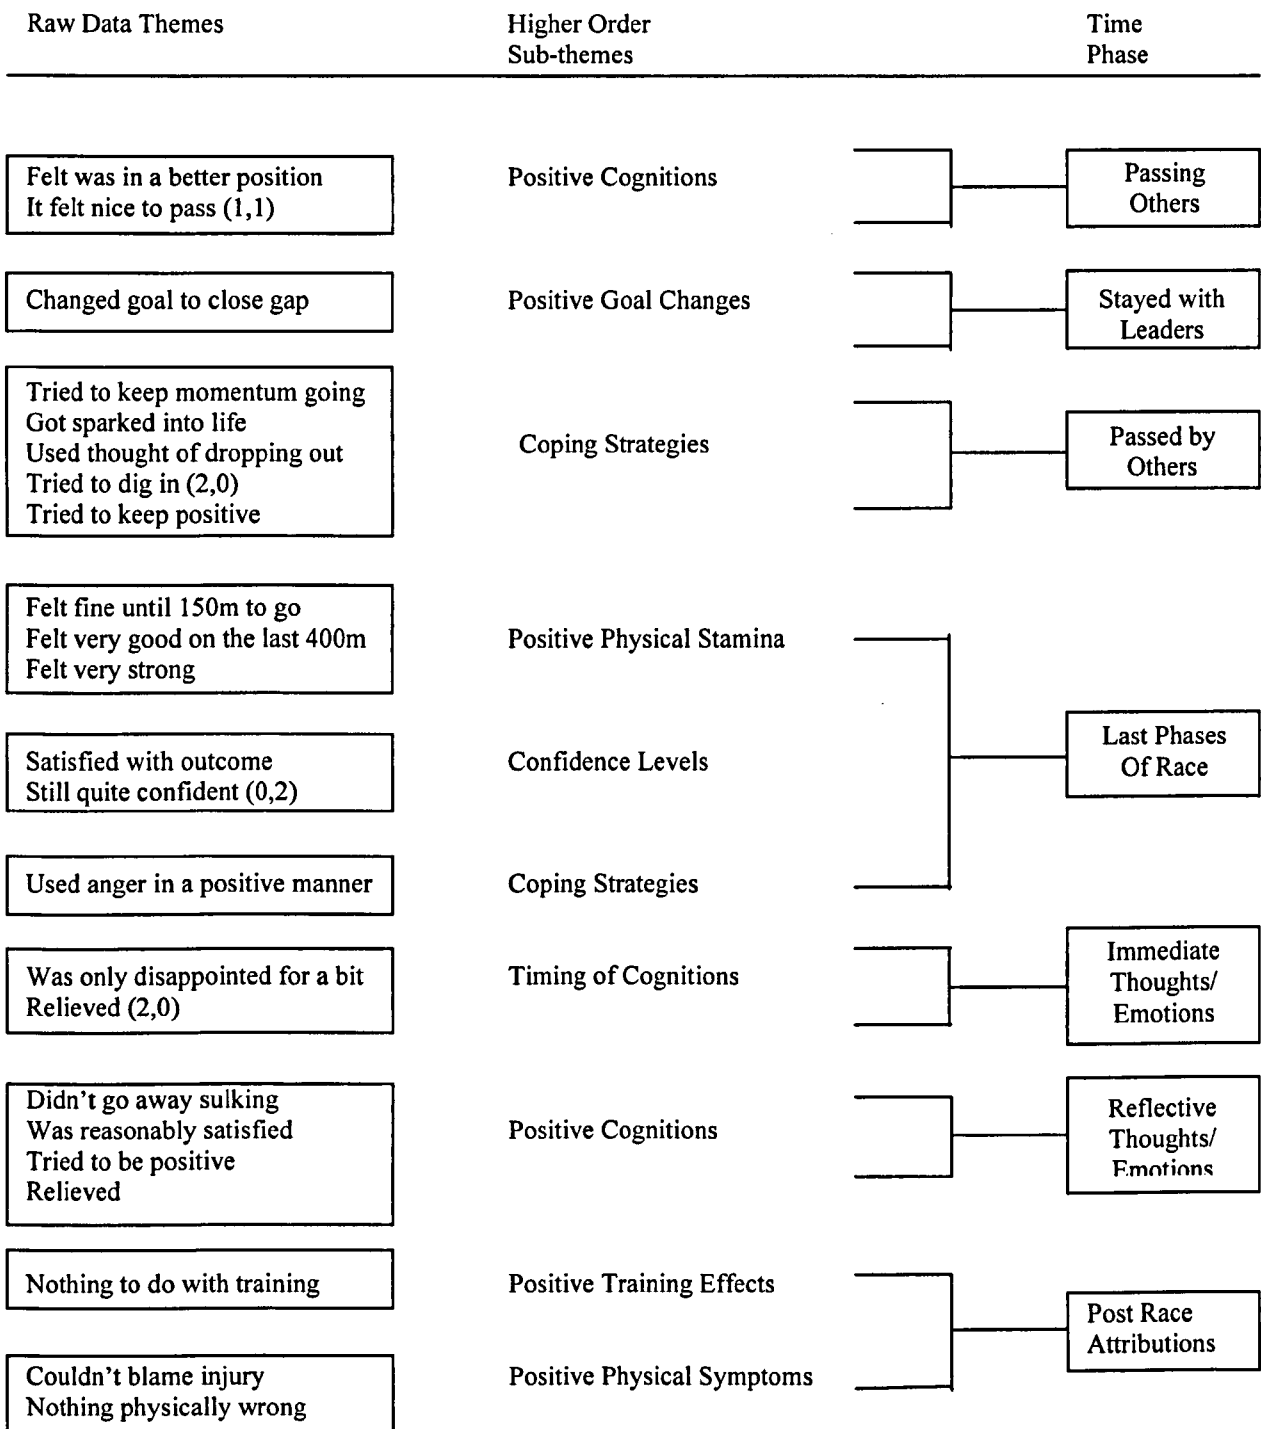 Raw Data Themes
Higher Order
Sub-themes
Time
Phase
Felt was in a better position
It felt nice to pass (1,1)
Positive Cognitions
Passing
Others
Changed goal to close gap
Positive Goal Changes
Stayed with
Leaders
Tried to keep momentum going
Got sparked into life
Used thought of dropping out
Tried to dig in (2,0)
Tried to keep positive
Coping Strategies
Passed by
Others
Felt fine until 150m to go
Felt very good on the last 400m
Felt very strong
Positive Physical Stamina
Satisfied with outcome
Still quite confident (0,2)
Confidence Levels
Last Phases
Of Race
Used anger in a positive manner
Coping Strategies
Was only disappointed for a bit
Relieved (2,0)
Timing of Cognitions
Immediate
Thoughts/
Emotions
Didn't go away sulking
Was reasonably satisfied
Tried to be positive
Relieved
Positive Cognitions
Reflective
Thoughts/
Emotions
Nothing to do with training
Positive Training Effects
Post Race
Attributions
Couldn't blame injury
Nothing physically wrong
Positive Physical Symptoms